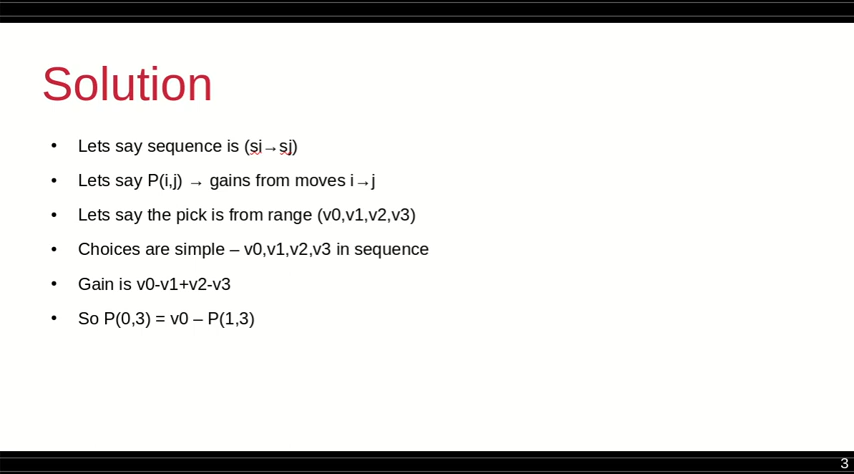 Solution
• Lets say sequence is (si→sj)
• Lets say P(i,j) → gains from moves i→j
• Lets say the pick is from range (v0,v1,v2,v3)
• Choices are simple – v0,v1,v2,v3 in sequence
• Gain is v0-v1+v2-v3
• So P(0,3) = v0 – P(1,3)
3